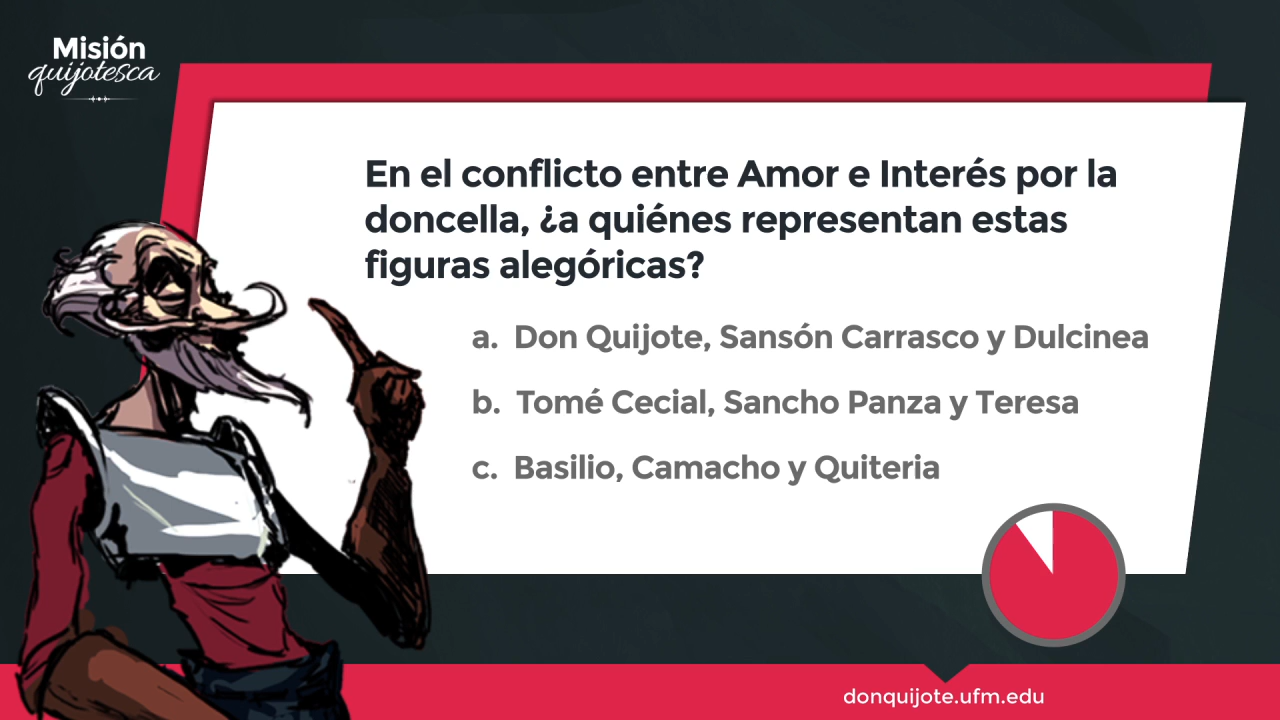 Misión
quijotesca
En el conflicto entre Amor e Interés por la
doncella, ¿a quiénes representan estas
figuras alegóricas?
a. Don Quijote, Sansón Carrasco y Dulcinea
b. Tomé Cecial, Sancho Panza y Teresa
c. Basilio, Camacho y Quiteria
donquijote.ufm.edu